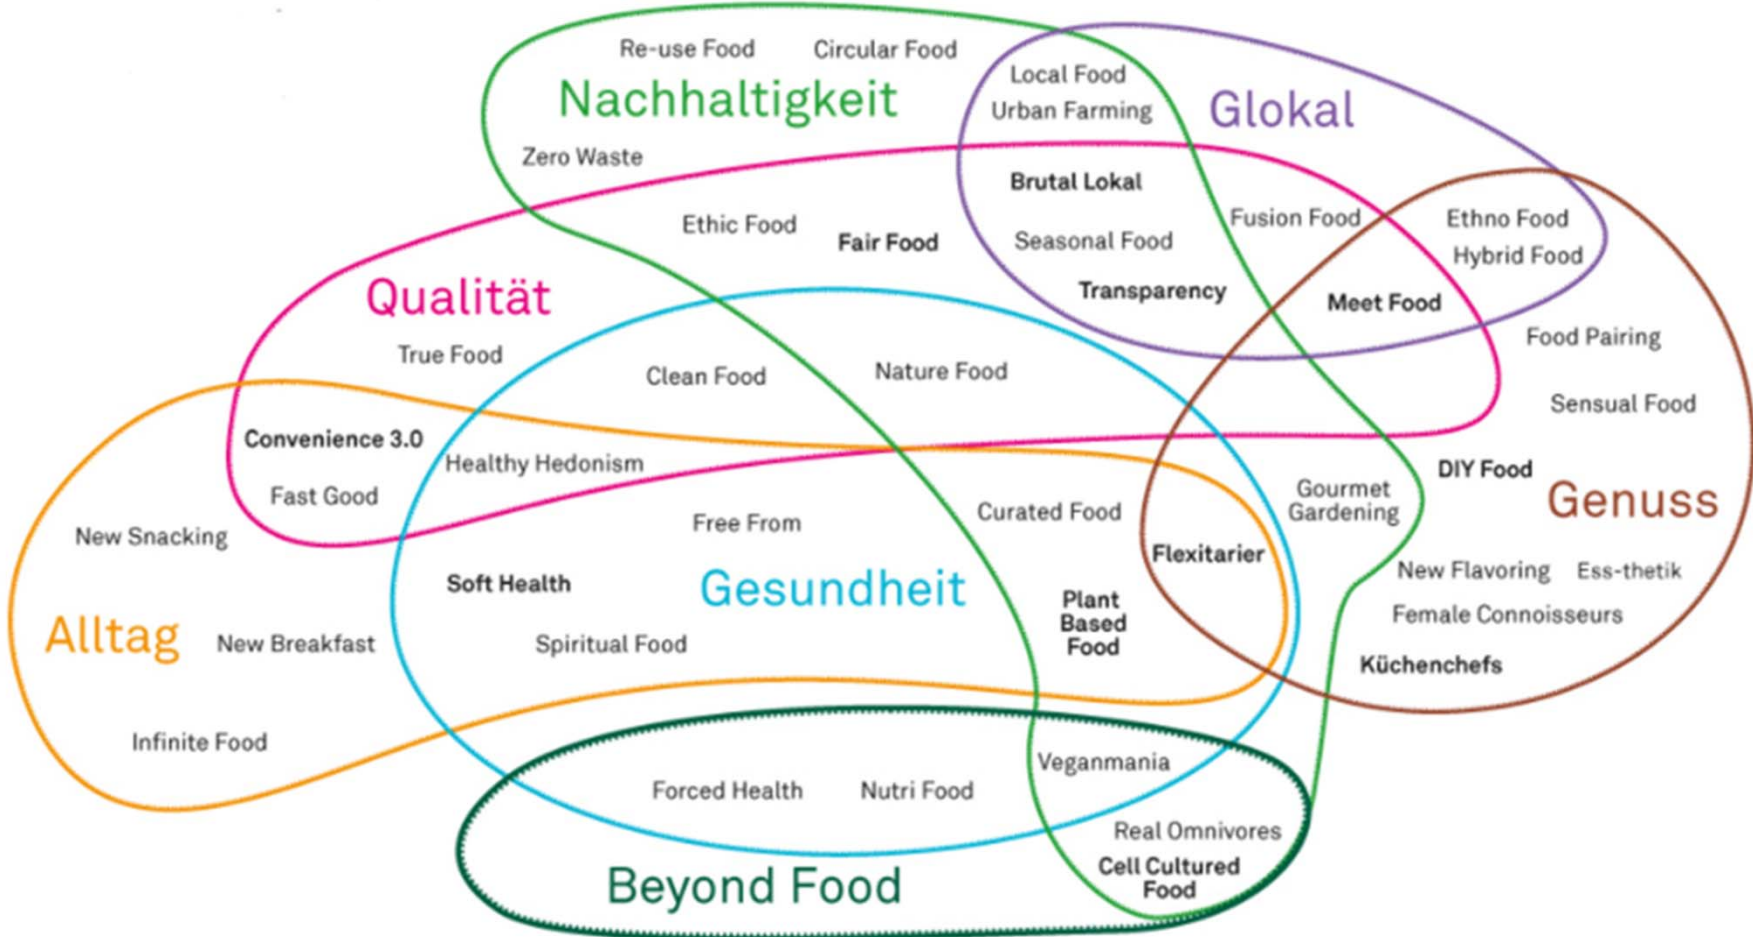 Re-use Food
Circular Food
Nachhaltigkeit
Local Food
Urban Farming
Glokal
Zero Waste
Brutal Lokal
Ethic Food
Fair Food
Seasonal Food
Fusion Food
Ethno Food
Hybrid Food
Qualität
Transparency
Meet Food
True Food
Clean Food
Nature Food
Food Pairing
Sensual Food
Convenience 3.0
Healthy Hedonism
Fast Good
DIY Food
Gourmet
Gardening
Genuss
New Snacking
Free From
Curated Food
Flexitarier
Soft Health
Gesundheit
Plant
Based
Food
New Flavoring
Ess-thetik
Female Connoisseurs
Alltag
New Breakfast
Spiritual Food
Küchenchefs
Infinite Food
Forced Health
Nutri Food
Veganmania
Real Omnivores
Cell Cultured
Food
Beyond Food